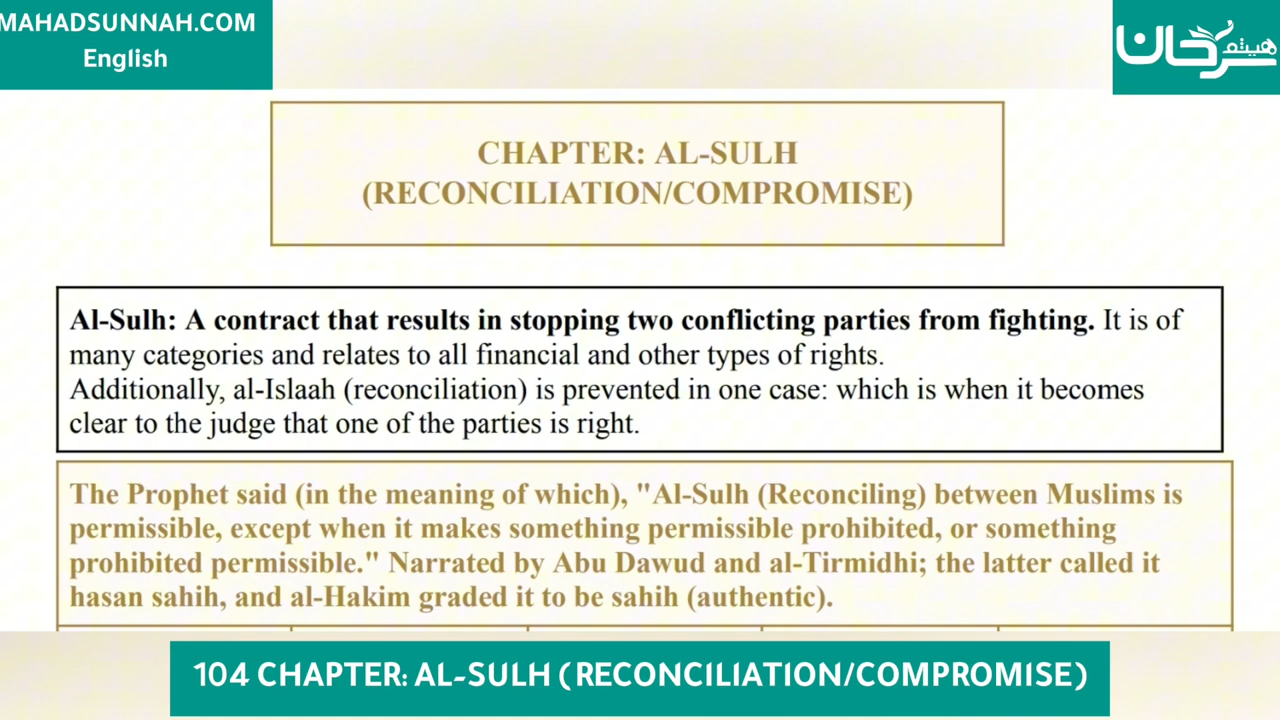 MAHADSUNNAH.COM
English
هيثم
سرحان
CHAPTER: AL-SULH
(RECONCILIATION/COMPROMISE)
Al-Sulh: A contract that results in stopping two conflicting parties from fighting. It is of
many categories and relates to all financial and other types of rights.
Additionally, al-Islaah (reconciliation) is prevented in one case: which is when it becomes
clear to the judge that one of the parties is right.
The Prophet said (in the meaning of which), "Al-Sulh (Reconciling) between Muslims is
permissible, except when it makes something permissible prohibited, or something
prohibited permissible." Narrated by Abu Dawud and al-Tirmidhi; the latter called it
hasan sahih, and al-Hakim graded it to be sahih (authentic).
104 CHAPTER: AL-SULH (RECONCILIATION/COMPROMISE)